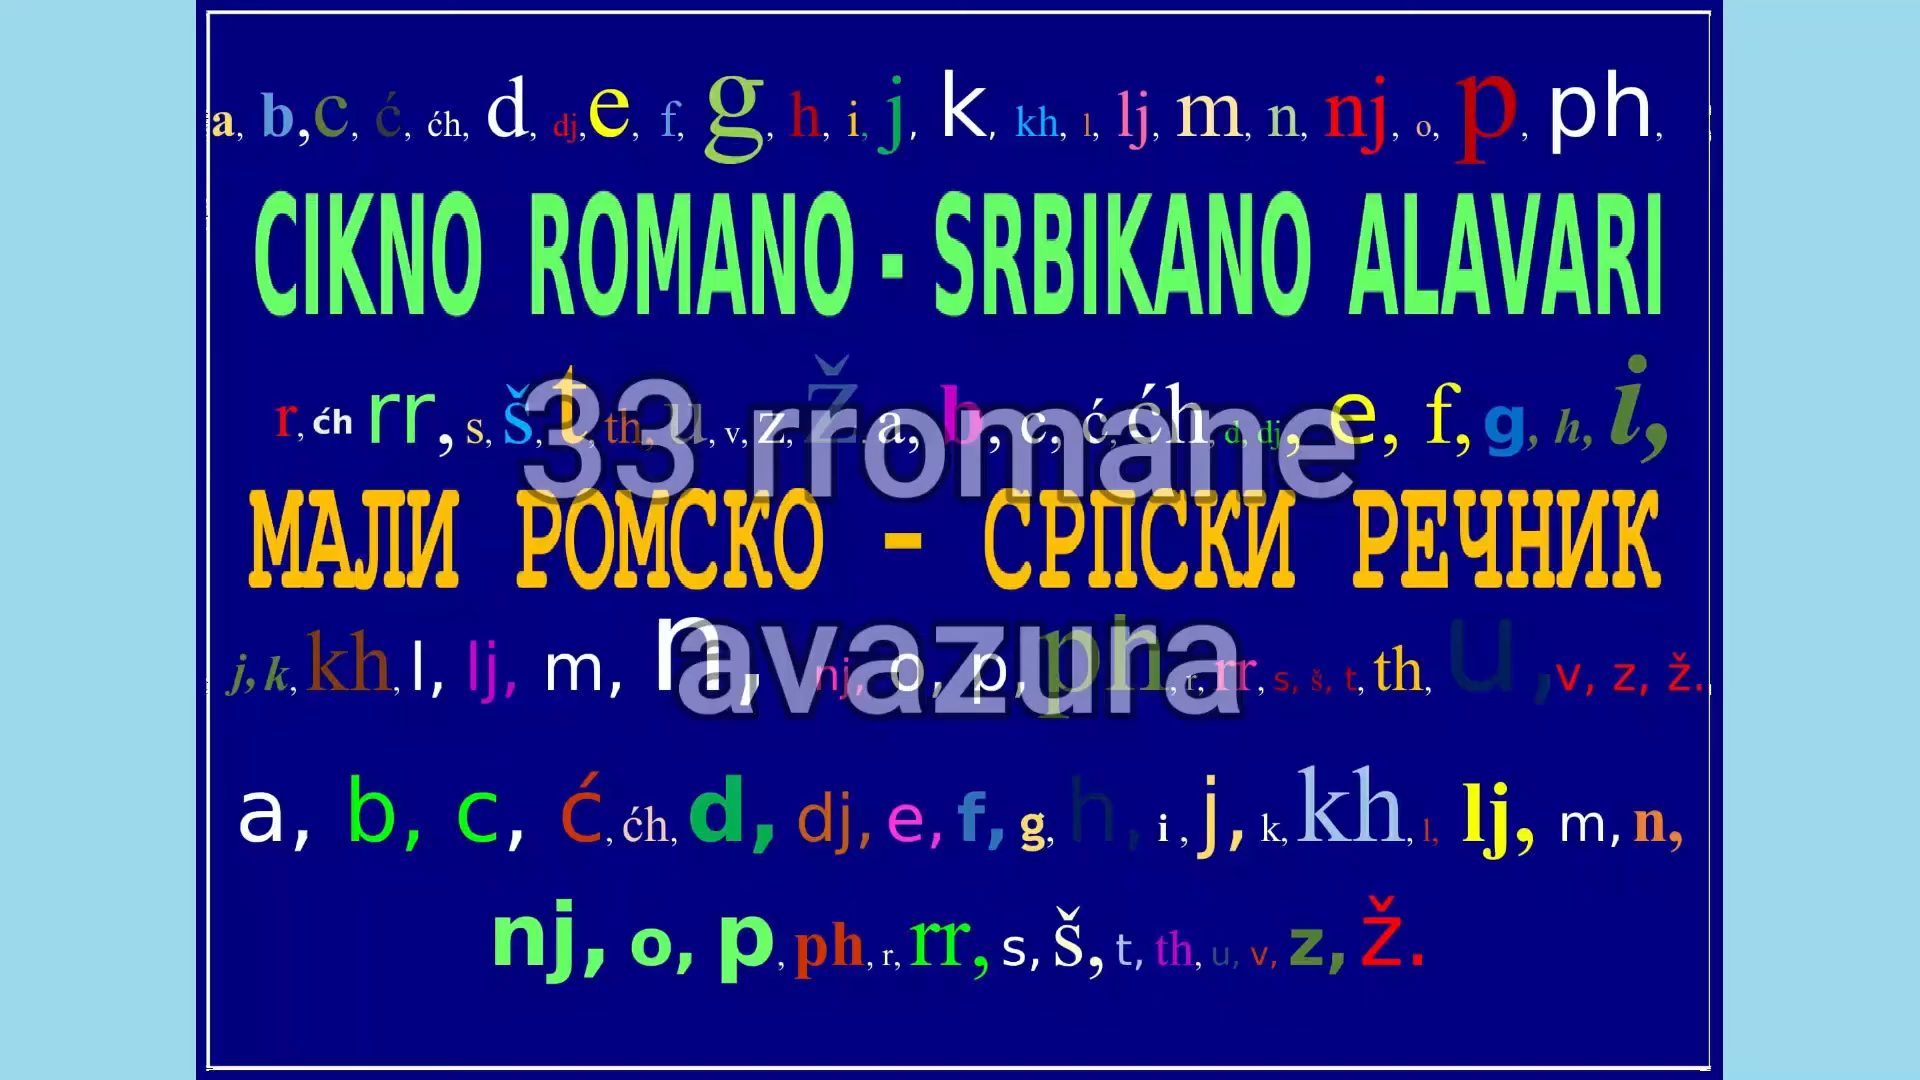 a, b, c, ć, ćh, d, dj, e, f, g, h, i, j, k, kh, l, lj, m, n, nj, o, p, ph,
CIKNO ROMANO - SRBIKANO ALAVARI
r, ćh rr, s, š, t, th, u, v, z, ž. a, b, c, ć, ćh, d, dj, e, f, g, h, i,
33 rromane
МАЛИ РОМСКО - СРПСКИ РЕЧНИК
j, k, kh, l, lj, m, n, nj, o, p, ph, r, rr, s, š, t, th, u, v, z, ž.
avazura
a, b, c, ć, ćh, d, dj, e, f, g, h, i, j, k, kh, l, lj, m, n,
nj, o, p, ph, r, rr, s, š, t, th, u, v, z, ž.